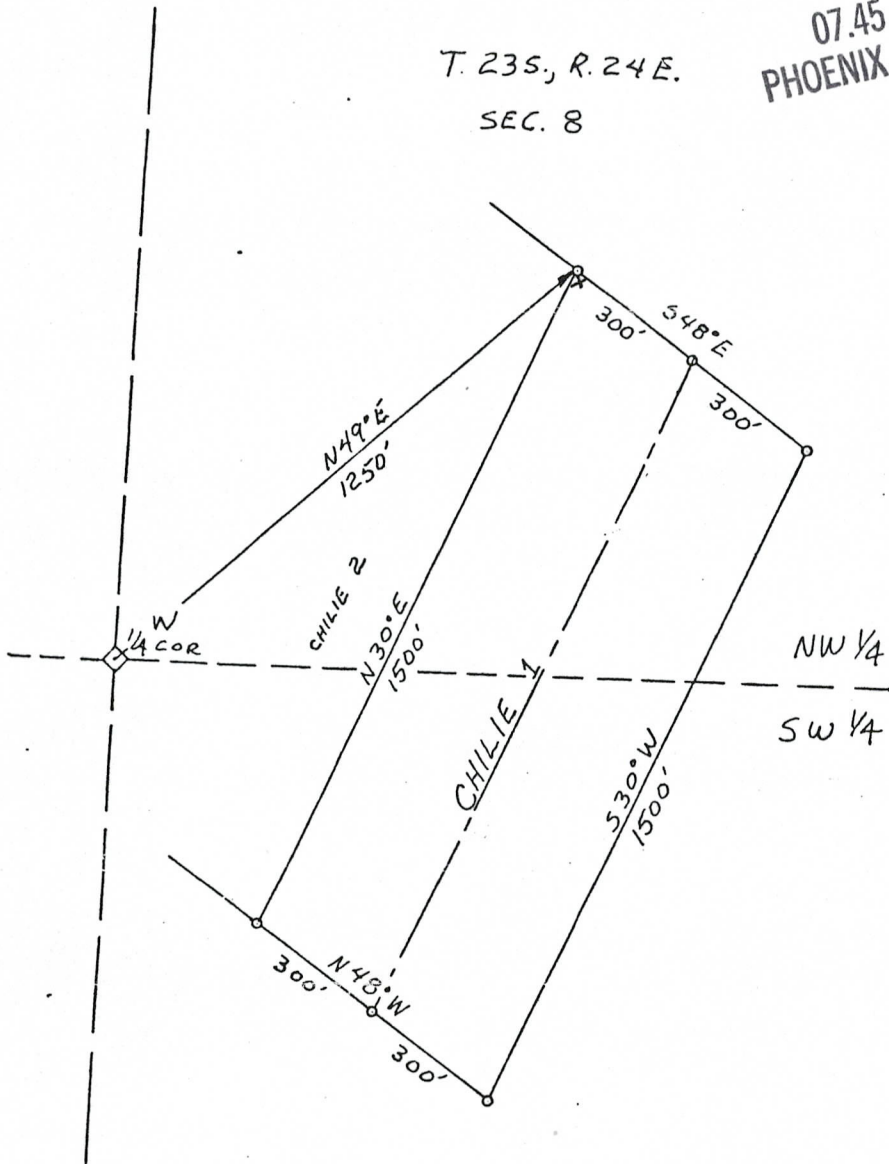 07.45
PHOENIX
T. 23S., R. 24E.
SEC. 8
300'
S48°E
300'
N49°E
1250'
CHILIE 2
N30°E
1500'
W
1/4 COR
NW 1/4
SW 1/4
CHILIE 1
S30°W
1500'
300'
N48°W
300'